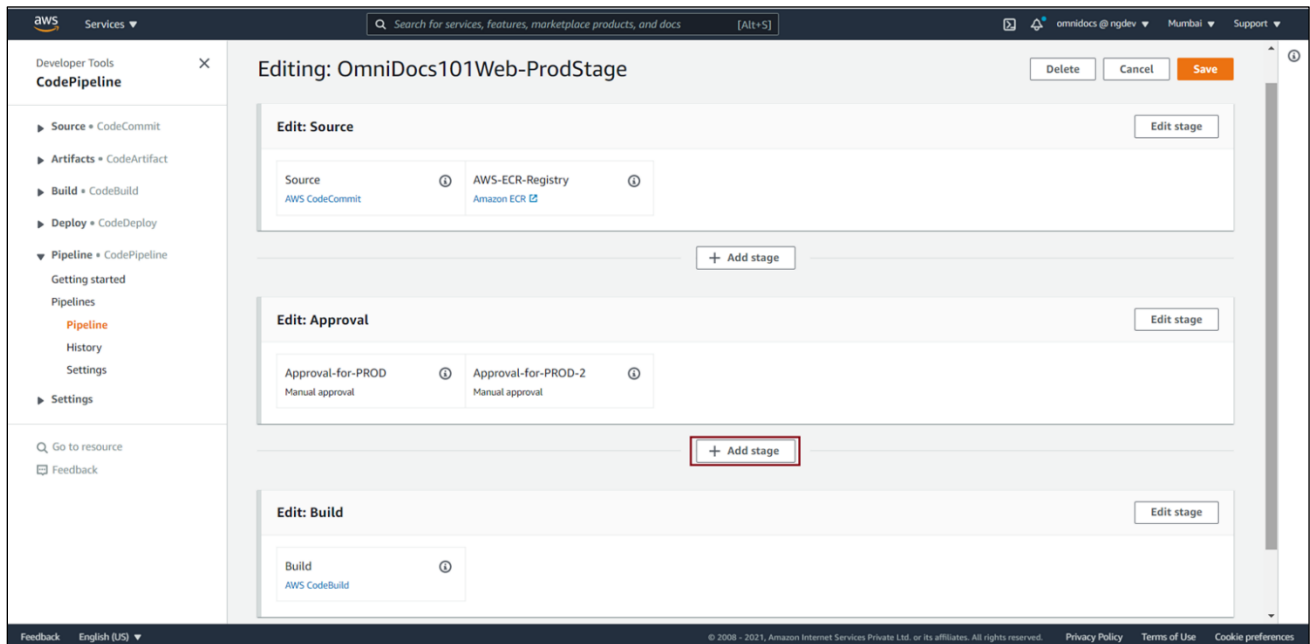 aws Services ▼ Search for services, features, marketplace products, and docs [Alt+S] omnidocs @ ngdev ▼ Mumbai ▼ Support ▼
Developer Tools
CodePipeline
Source • CodeCommit
Artifacts • CodeArtifact
Build • CodeBuild
Deploy • CodeDeploy
Pipeline • CodePipeline
Getting started
Pipelines
Pipeline
History
Settings
Settings
Go to resource
Feedback
Editing: OmniDocs101Web-ProdStage
Delete Cancel Save
Edit: Source Edit stage
Source AWS-ECR-Registry
AWS CodeCommit Amazon ECR
+ Add stage
Edit: Approval Edit stage
Approval-for-PROD Approval-for-PROD-2
Manual approval Manual approval
+ Add stage
Edit: Build Edit stage
Build
AWS CodeBuild
Feedback English (US) ▼ © 2008 - 2021, Amazon Internet Services Private Ltd. or its affiliates. All rights reserved. Privacy Policy Terms of Use Cookie preferences